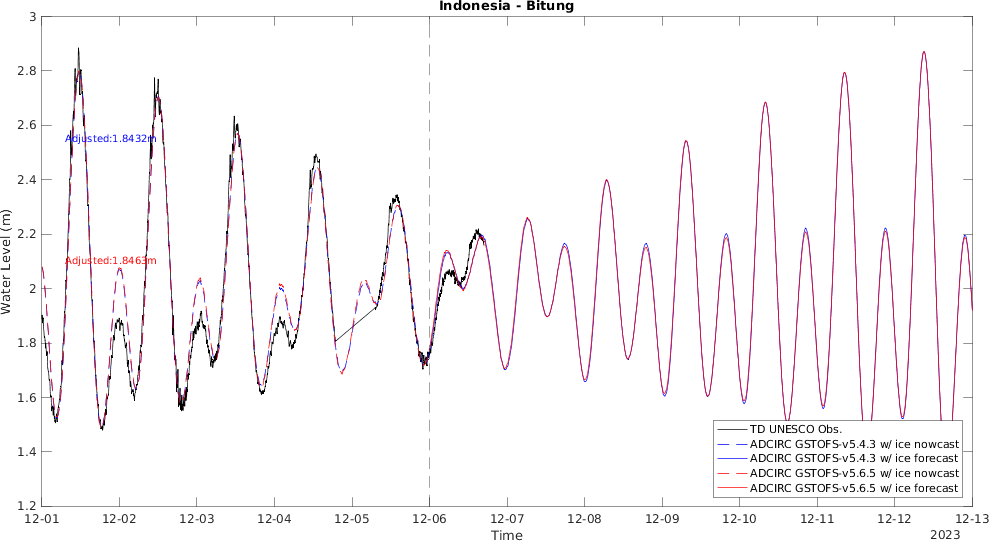 Indonesia - Bitung
Water Level (m)
3
2.8
2.6
2.4
2.2
2
1.8
1.6
1.4
1.2
Adjusted:1.8432m
Adjusted:1.8463m
TD UNESCO Obs.
ADCIRC GSTOFS-v5.4.3 w/ ice nowcast
ADCIRC GSTOFS-v5.4.3 w/ ice forecast
ADCIRC GSTOFS-v5.6.5 w/ ice nowcast
ADCIRC GSTOFS-v5.6.5 w/ ice forecast
12-01 12-02 12-03 12-04 12-05 12-06 12-07 12-08 12-09 12-10 12-11 12-12 12-13
Time
2023